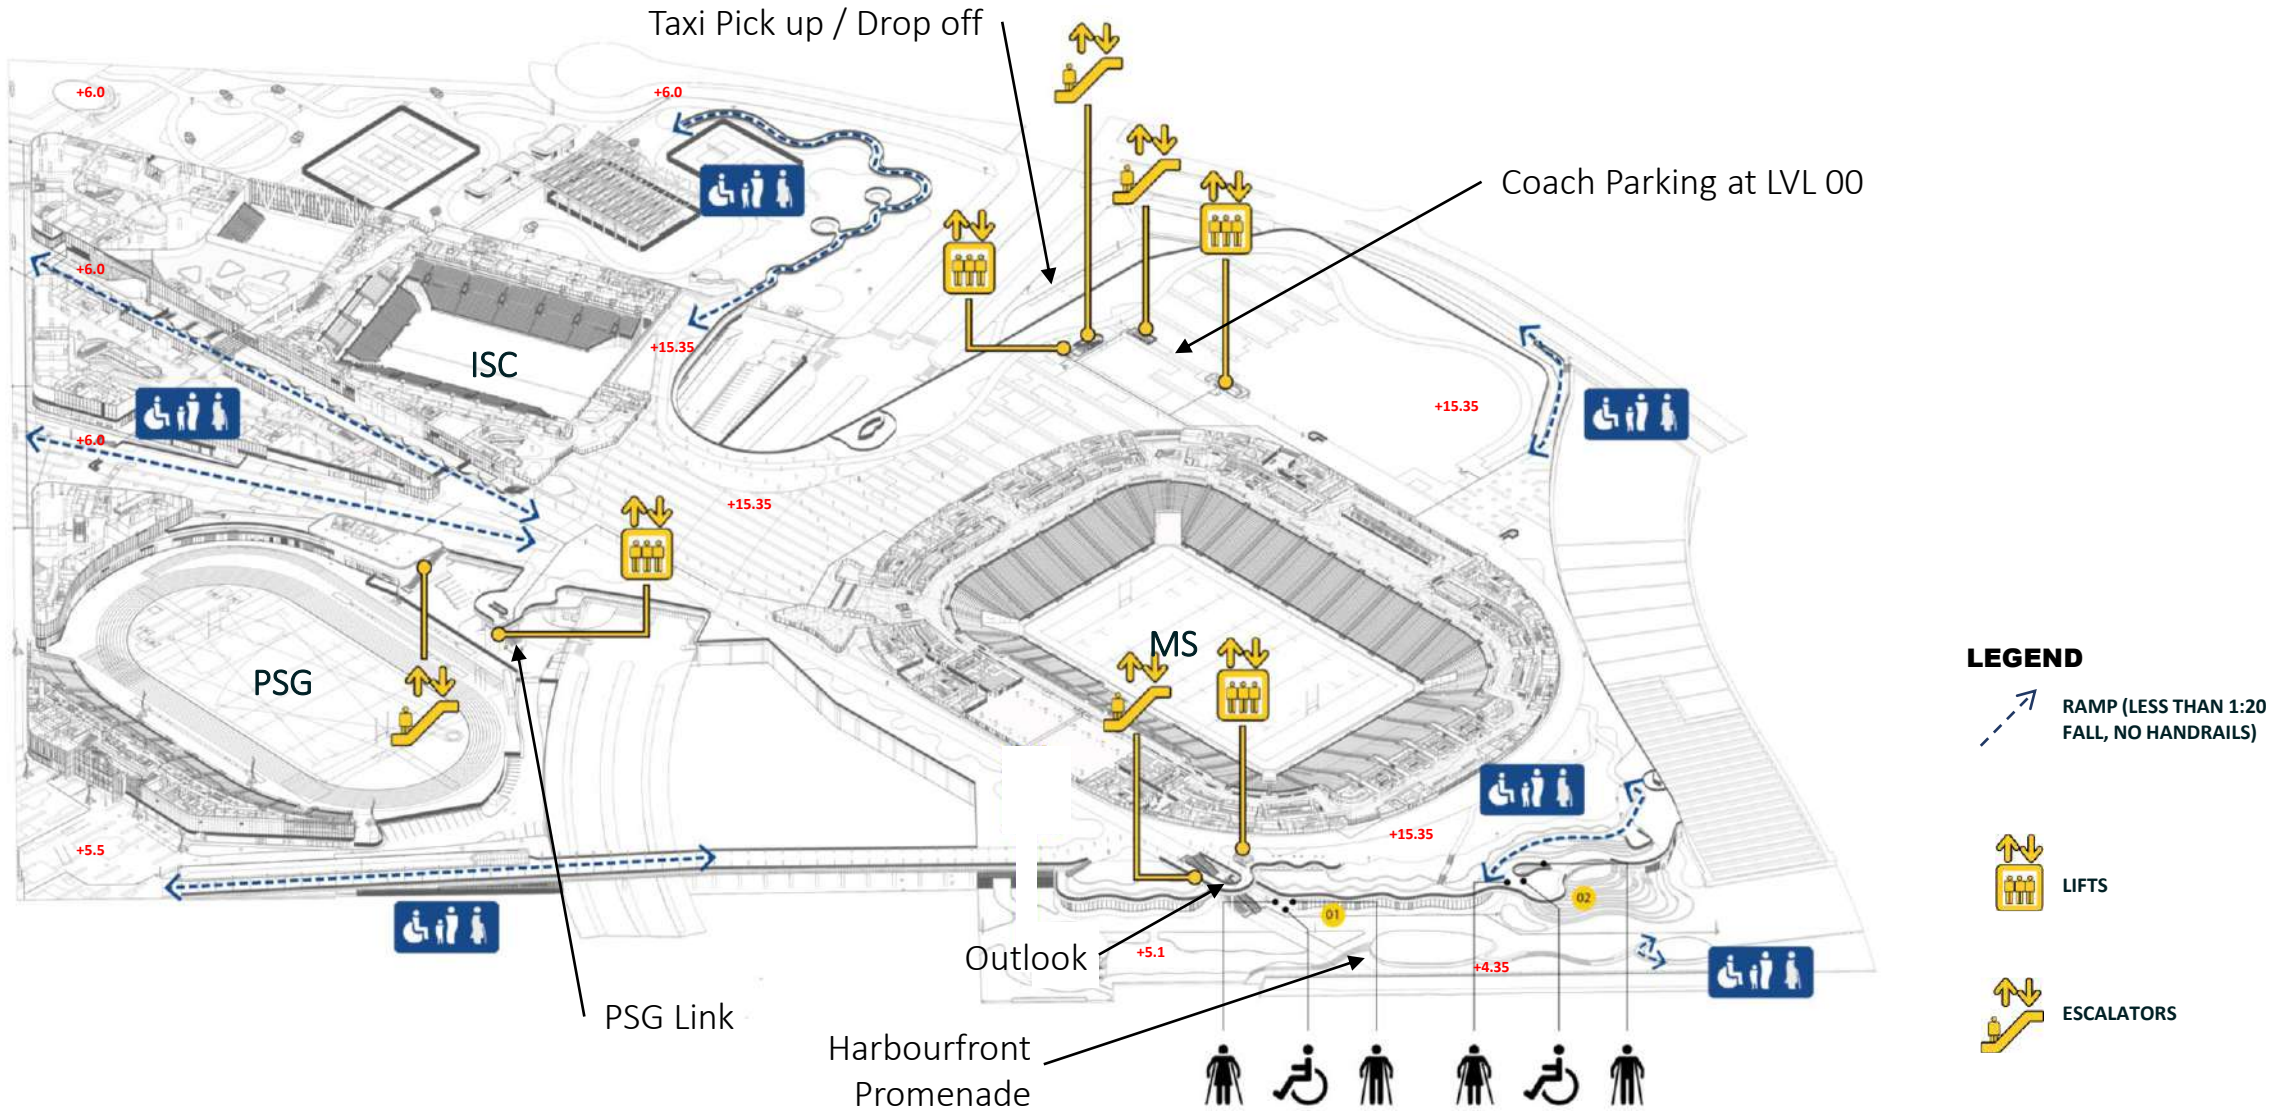 Taxi Pick up / Drop off
+6.0
+6.0
Coach Parking at LVL 00
+6.0
+15.35
ISC
+15.35
+6.0
+15.35
MS
PSG
LEGEND
RAMP (LESS THAN 1:20
FALL, NO HANDRAILS)
+15.35
+5.5
LIFTS
02
01
Outlook
+5.1
+4.35
PSG Link
ESCALATORS
Harbourfront
Promenade